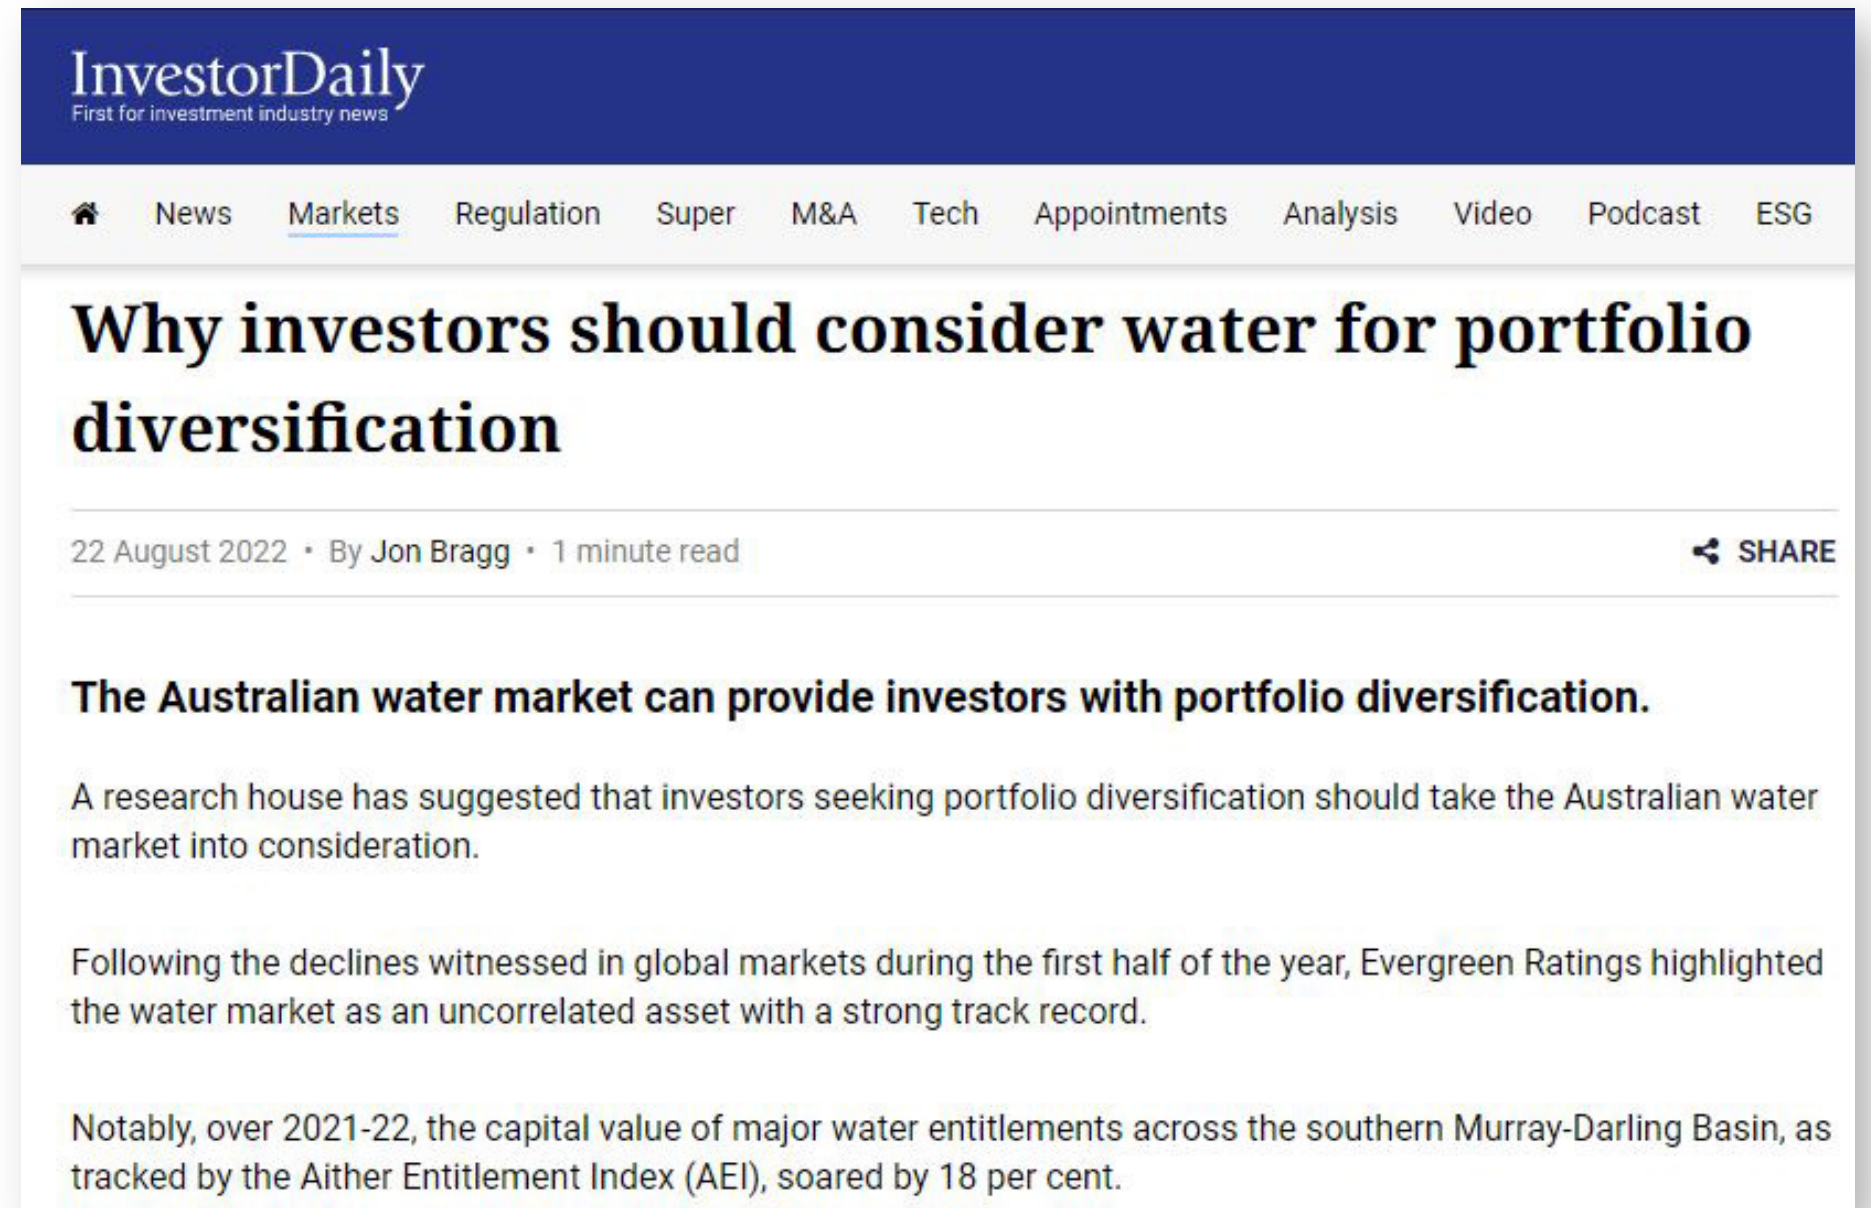 InvestorDaily
First for investment industry news
News Markets Regulation Super M&A Tech Appointments Analysis Video Podcast ESG
Why investors should consider water for portfolio
diversification
22 August 2022 • By Jon Bragg • 1 minute read
SHARE
The Australian water market can provide investors with portfolio diversification.
A research house has suggested that investors seeking portfolio diversification should take the Australian water
market into consideration.
Following the declines witnessed in global markets during the first half of the year, Evergreen Ratings highlighted
the water market as an uncorrelated asset with a strong track record.
Notably, over 2021-22, the capital value of major water entitlements across the southern Murray-Darling Basin, as
tracked by the Aither Entitlement Index (AEI), soared by 18 per cent.